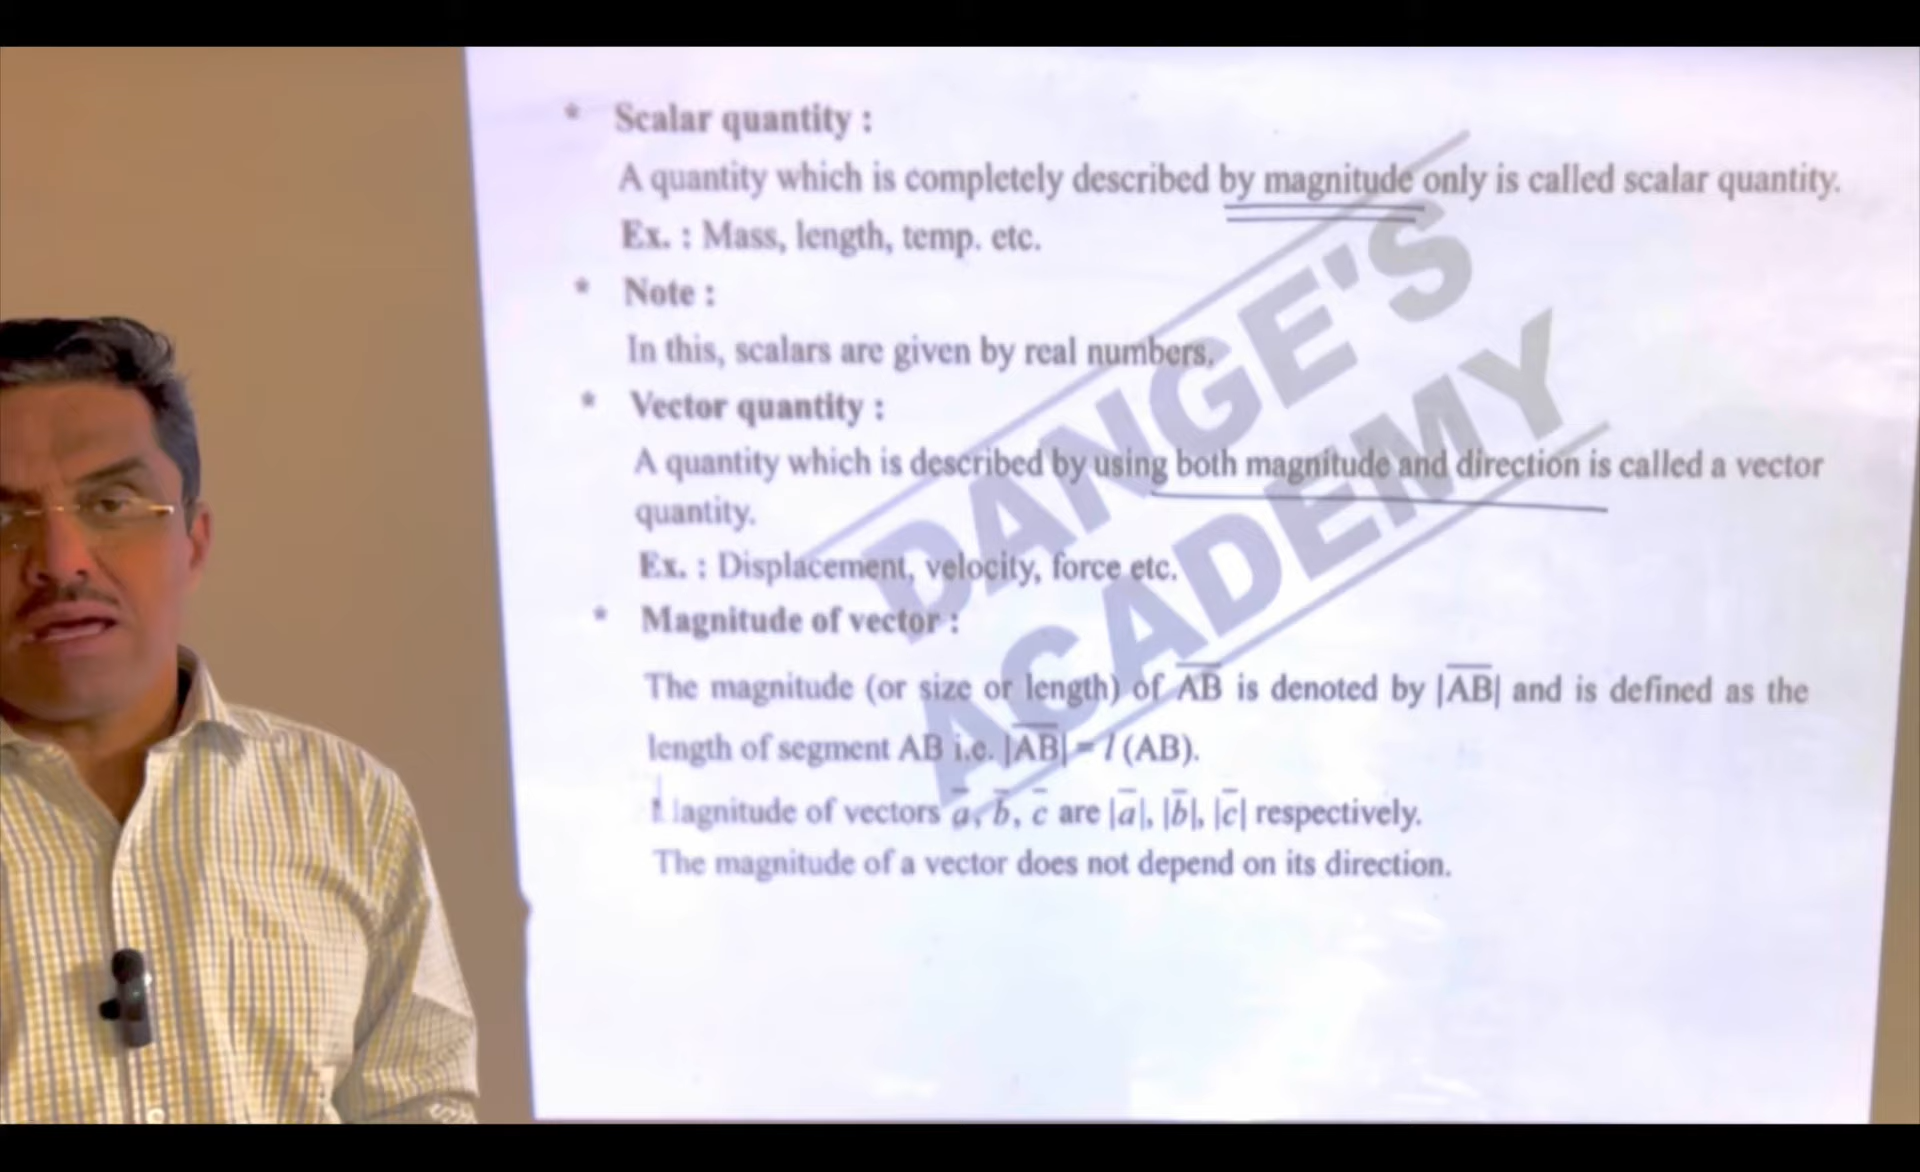 * Scalar quantity :
A quantity which is completely described by magnitude only is called scalar quantity.
Ex. : Mass, length, temp. etc.
* Note :
In this, scalars are given by real numbers.
* Vector quantity :
A quantity which is described by using both magnitude and direction is called a vector
quantity.
Ex. : Displacement, velocity, force etc.
* Magnitude of vector :
The magnitude (or size or length) of A̅B̅ is denoted by |A̅B̅| and is defined as the
length of segment AB i.e. |A̅B̅| = l (AB).
lagnitude of vectors a̅, b̅, c̅ are |a̅|, |b̅|, |c̅| respectively.
The magnitude of a vector does not depend on its direction.
DANGE'S
ACADEMY